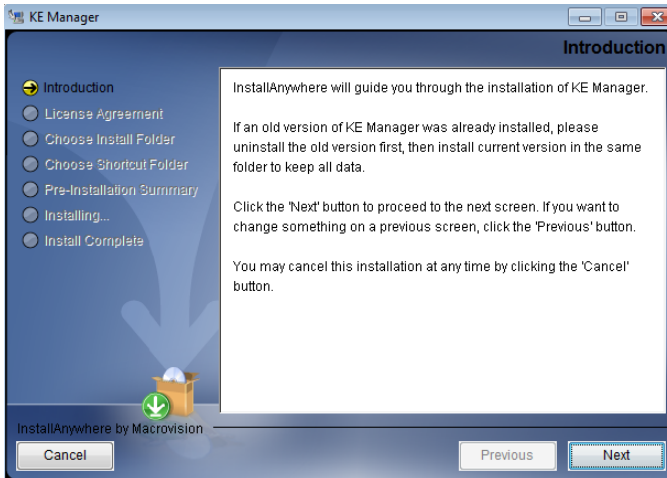 KE Manager
Introduction
Introduction
License Agreement
Choose Install Folder
Choose Shortcut Folder
Pre-Installation Summary
Installing...
Install Complete
InstallAnywhere will guide you through the installation of KE Manager.
If an old version of KE Manager was already installed, please
uninstall the old version first, then install current version in the same
folder to keep all data.
Click the 'Next' button to proceed to the next screen. If you want to
change something on a previous screen, click the 'Previous' button.
You may cancel this installation at any time by clicking the 'Cancel'
button.
InstallAnywhere by Macrovision
Cancel
Previous
Next